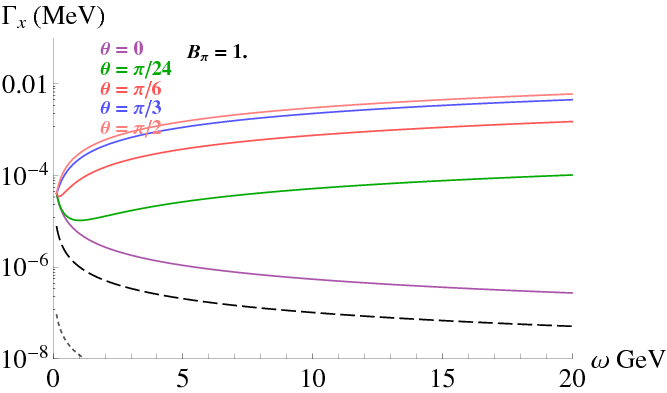 Γₓ (MeV)
θ = 0
Bπ = 1.
θ = π/24
θ = π/6
θ = π/3
θ = π/2
0.01
10⁻⁴
10⁻⁶
10⁻⁸
0 5 10 15 20
ω GeV